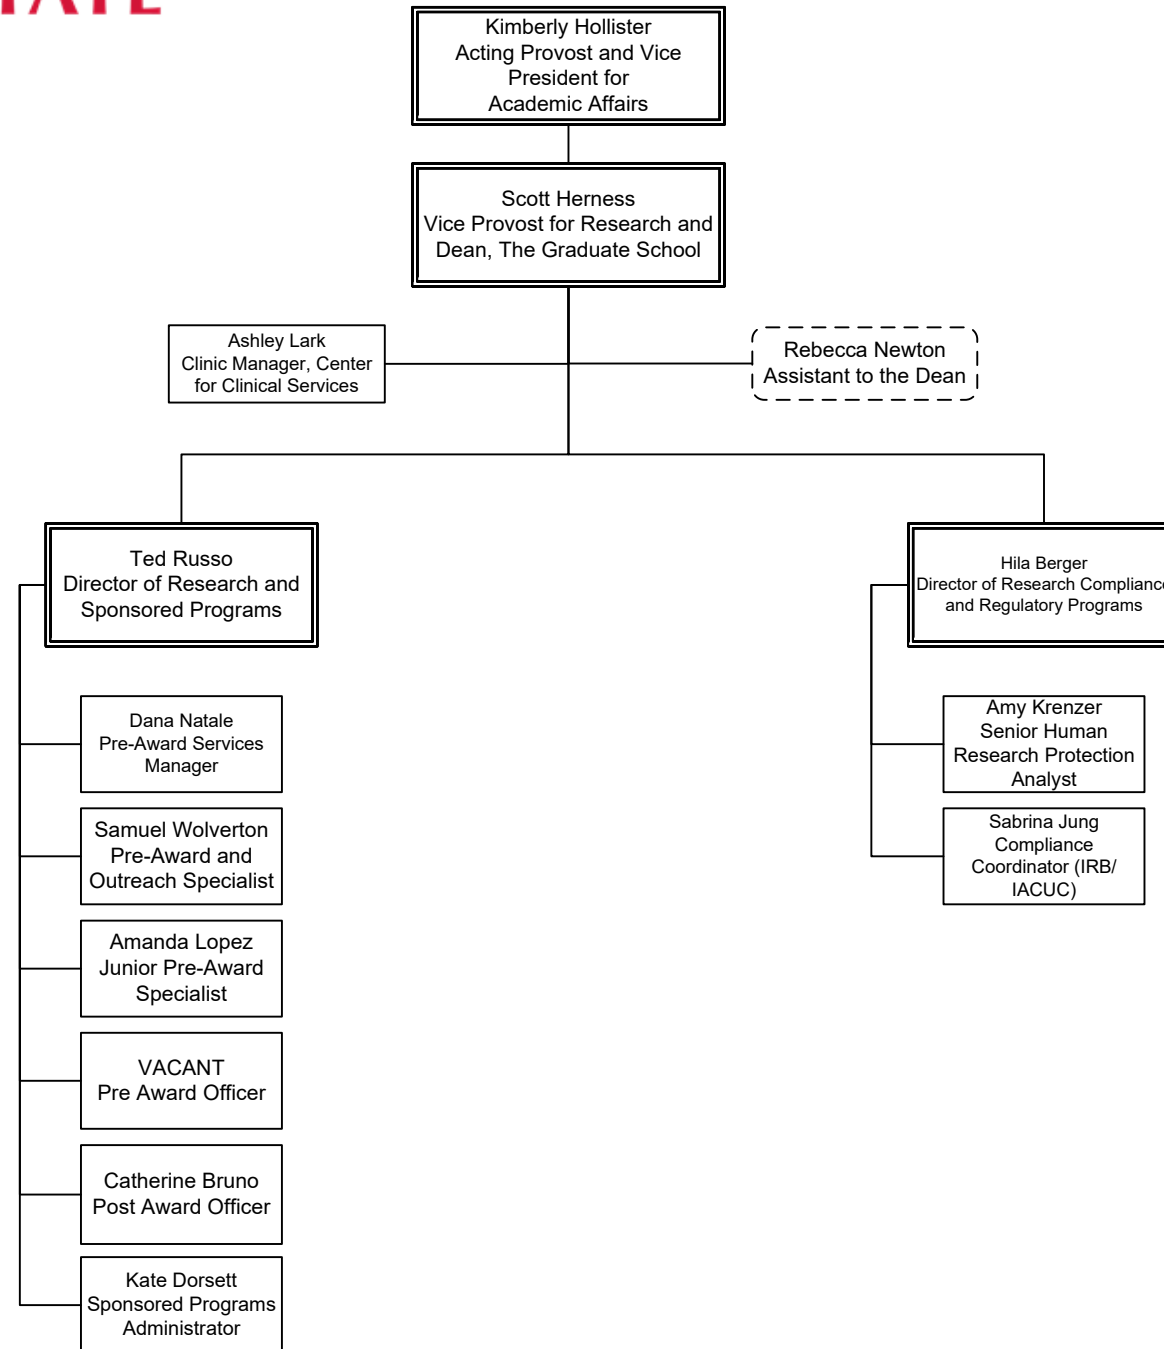 Kimberly Hollister
Acting Provost and Vice
President for
Academic Affairs
Scott Herness
Vice Provost for Research and
Dean, The Graduate School
Ashley Lark
Clinic Manager, Center
for Clinical Services
Rebecca Newton
Assistant to the Dean
Ted Russo
Director of Research and
Sponsored Programs
Dana Natale
Pre-Award Services
Manager
Samuel Wolverton
Pre-Award and
Outreach Specialist
Amanda Lopez
Junior Pre-Award
Specialist
VACANT
Pre Award Officer
Catherine Bruno
Post Award Officer
Kate Dorsett
Sponsored Programs
Administrator
Hila Berger
Director of Research Compliance
and Regulatory Programs
Amy Krenzer
Senior Human
Research Protection
Analyst
Sabrina Jung
Compliance
Coordinator (IRB/
IACUC)